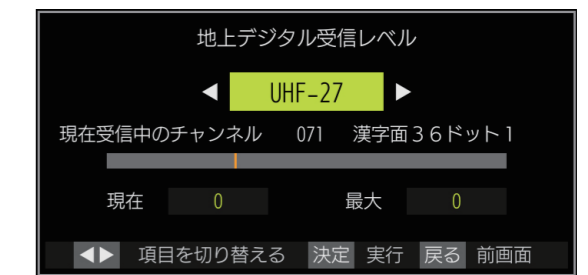 地上デジタル受信レベル
◀ UHF-27 ▶
現在受信中のチャンネル 071 漢字面36ドット1
現在 0 最大 0
◀▶ 項目を切り替える 決定 実行 戻る 前画面